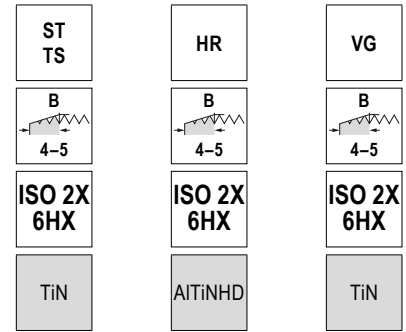 ST
TS
HR
VG
B
4–5
B
4–5
B
4–5
ISO 2X
6HX
ISO 2X
6HX
ISO 2X
6HX
TiN
AlTiNHD
TiN